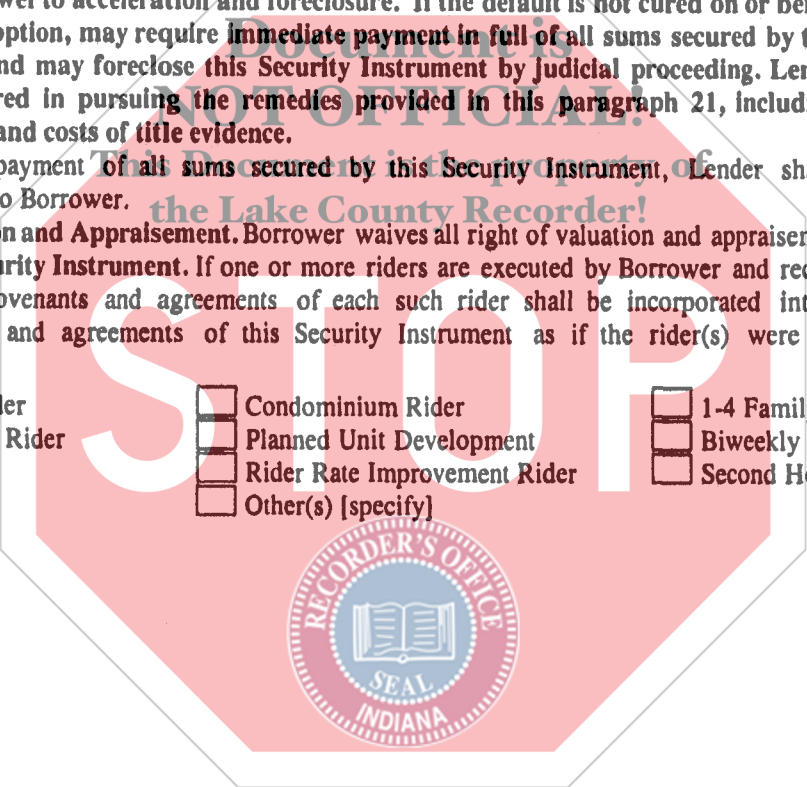 wer to acceleration and foreclosure. If the default is not cured on or be
option, may require immediate payment in full of all sums secured by t
nd may foreclose this Security Instrument by judicial proceeding. Len
red in pursuing the remedies provided in this paragraph 21, includi
and costs of title evidence.
payment of all sums secured by this Security Instrument, Lender sha
o Borrower.
n and Appraisement. Borrower waives all right of valuation and appraisem
urity Instrument. If one or more riders are executed by Borrower and rec
ovenants and agreements of each such rider shall be incorporated int
and agreements of this Security Instrument as if the rider(s) were
Document is
NOT OFFICIAL!
This Document is the property of
the Lake County Recorder!
STOP
der Condominium Rider 1-4 Famil
Rider Planned Unit Development Biweekly
Rider Rate Improvement Rider Second Ho
Other(s) [specify]
RECORDER'S OFFICE
SEAL
INDIANA